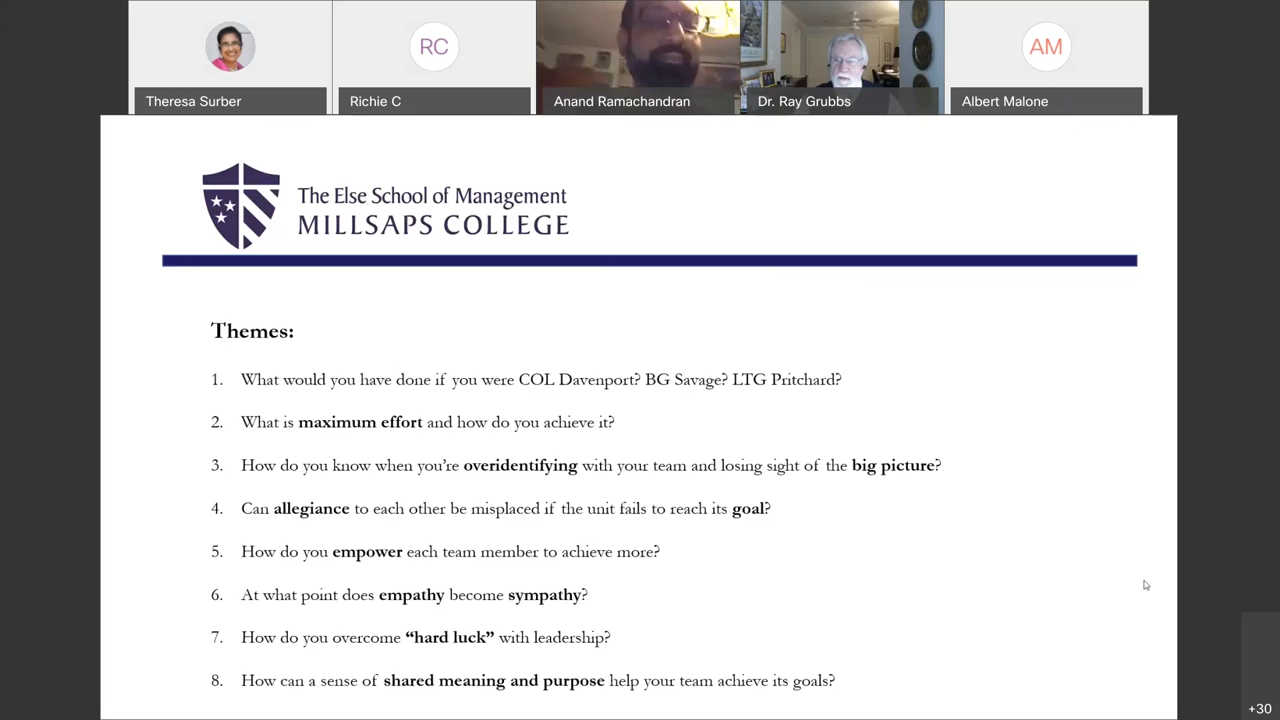 RC
AM
Theresa Surber
Richie C
Anand Ramachandran
Dr. Ray Grubbs
Albert Malone
The Else School of Management
MILLSAPS COLLEGE
Themes:
1. What would you have done if you were COL Davenport? BG Savage? LTG Pritchard?
2. What is maximum effort and how do you achieve it?
3. How do you know when you’re overidentifying with your team and losing sight of the big picture?
4. Can allegiance to each other be misplaced if the unit fails to reach its goal?
5. How do you empower each team member to achieve more?
6. At what point does empathy become sympathy?
7. How do you overcome “hard luck” with leadership?
8. How can a sense of shared meaning and purpose help your team achieve its goals?
+30